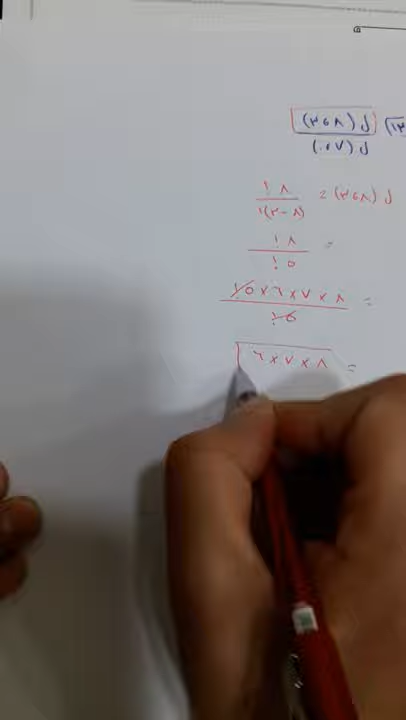 ل(٨،٣)
ل(٧،٠)
ل(٨،٣) = ٨! / (٨-٣)!
= ٨! / ٥!
= ٨×٧×٦×٥! / ٥!
= ٨×٧×٦